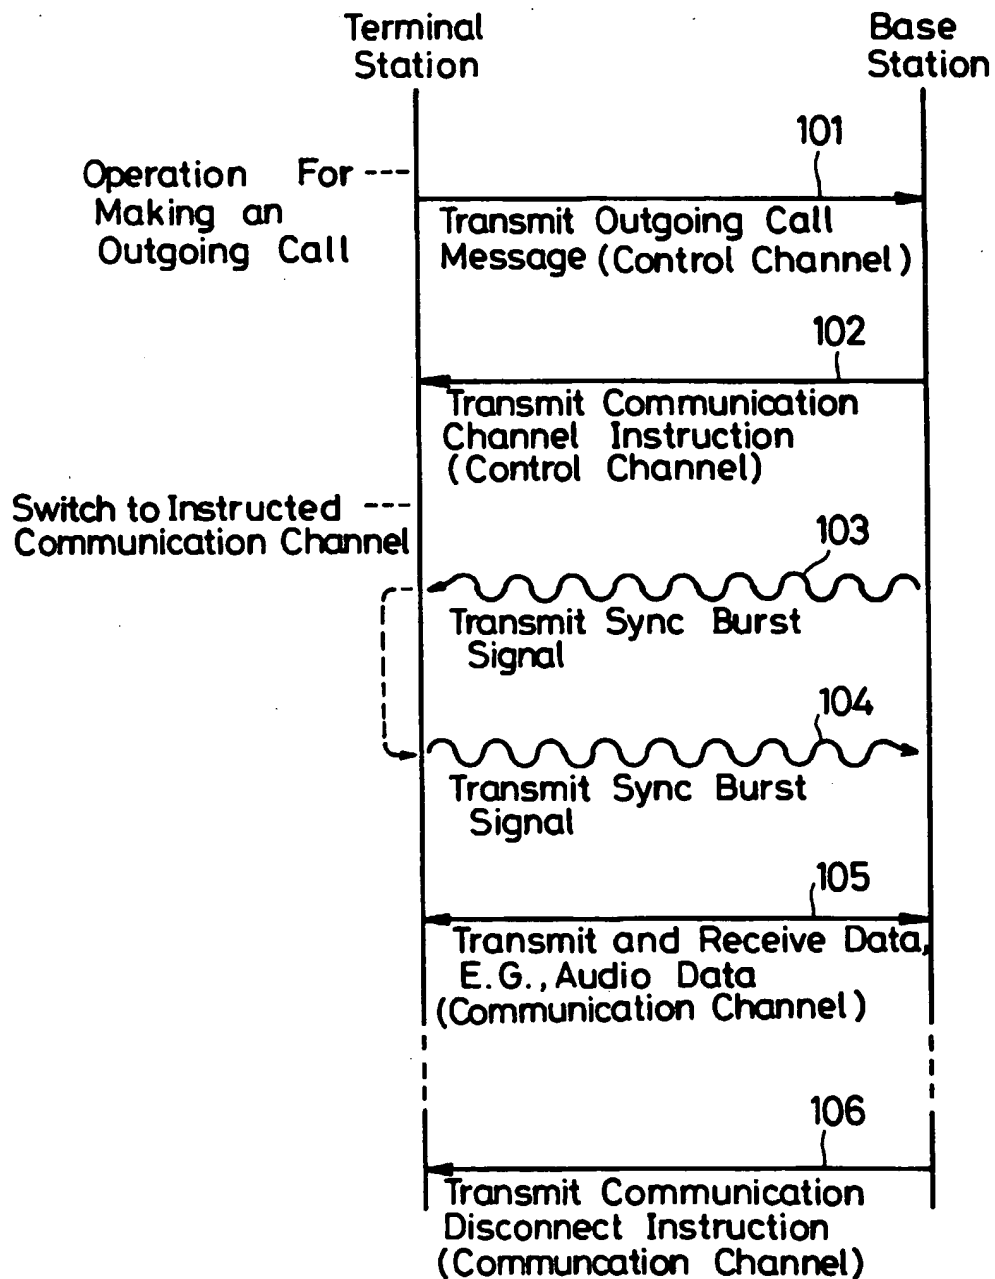 Terminal
Station
Base
Station
101
Operation For
Making an
Outgoing Call
Transmit Outgoing Call
Message (Control Channel)
102
Transmit Communication
Channel Instruction
(Control Channel)
Switch to Instructed
Communication Channel
103
Transmit Sync Burst
Signal
104
Transmit Sync Burst
Signal
105
Transmit and Receive Data,
E.G., Audio Data
(Communication Channel)
106
Transmit Communication
Disconnect Instruction
(Communcation Channel)